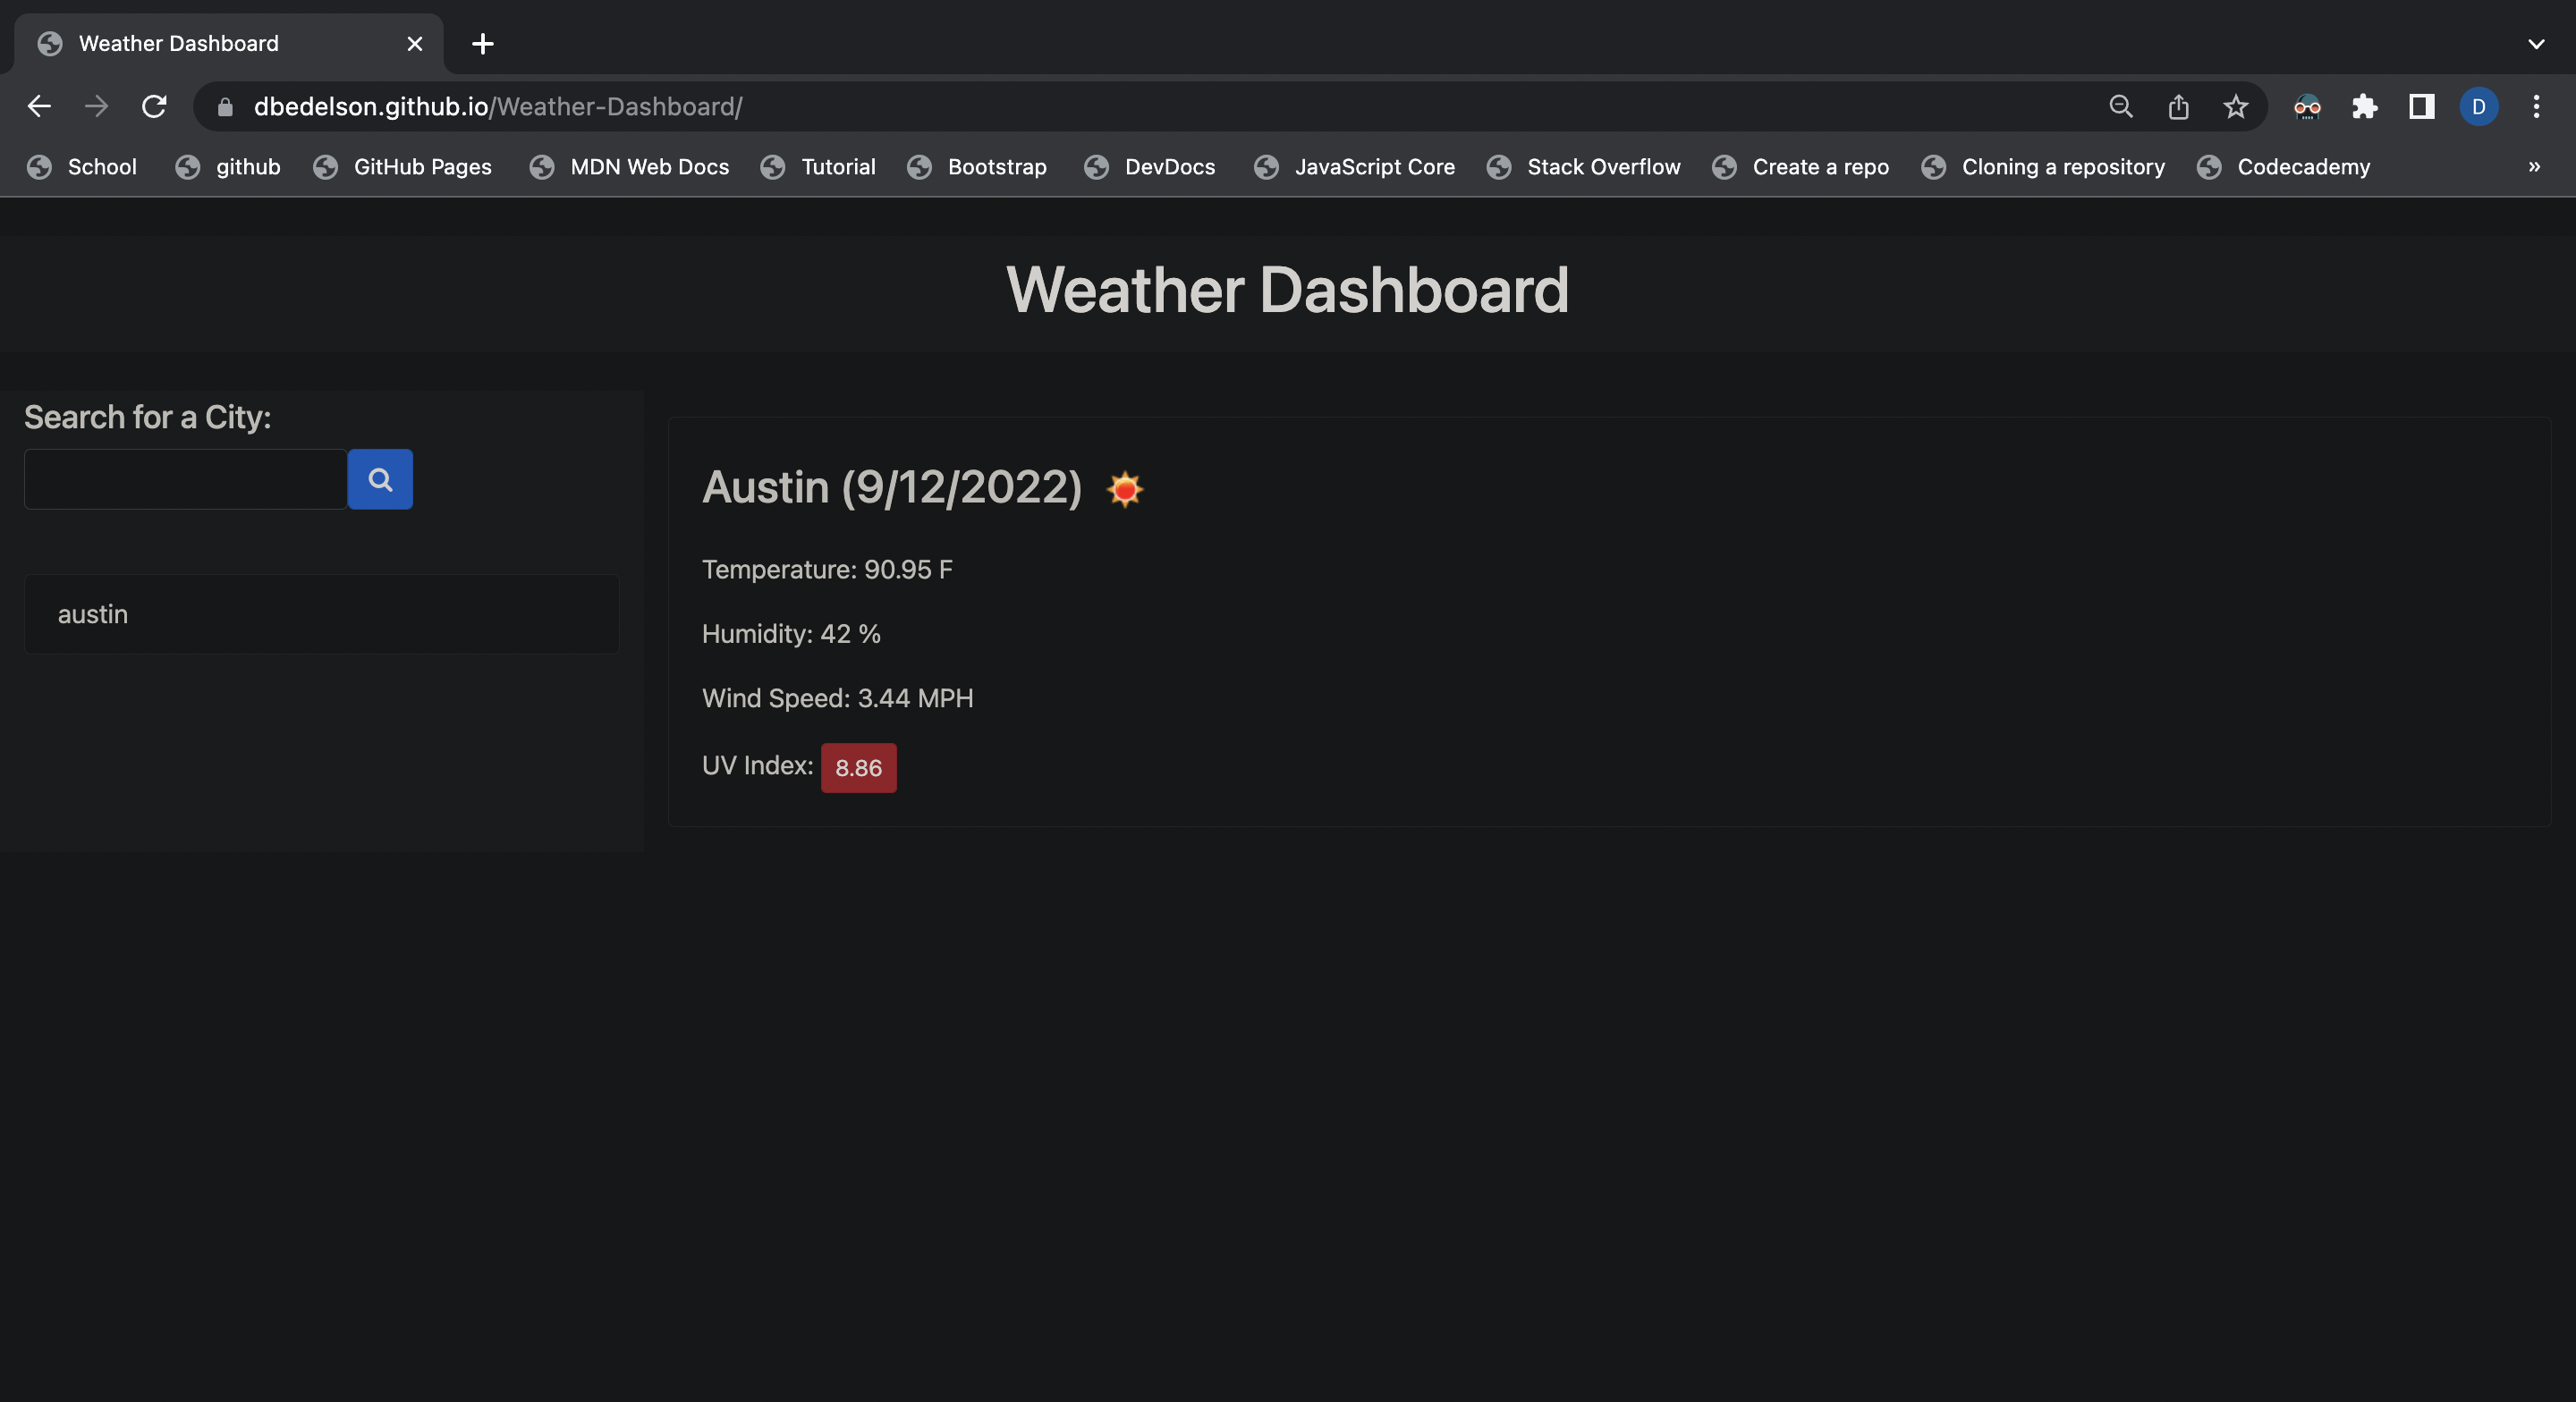 Weather Dashboard
dbedelson.github.io/Weather-Dashboard/
D
School github GitHub Pages MDN Web Docs Tutorial Bootstrap DevDocs JavaScript Core Stack Overflow Create a repo Cloning a repository Codecademy »
Weather Dashboard
Search for a City:
austin
Austin (9/12/2022)
Temperature: 90.95 F
Humidity: 42 %
Wind Speed: 3.44 MPH
UV Index: 8.86